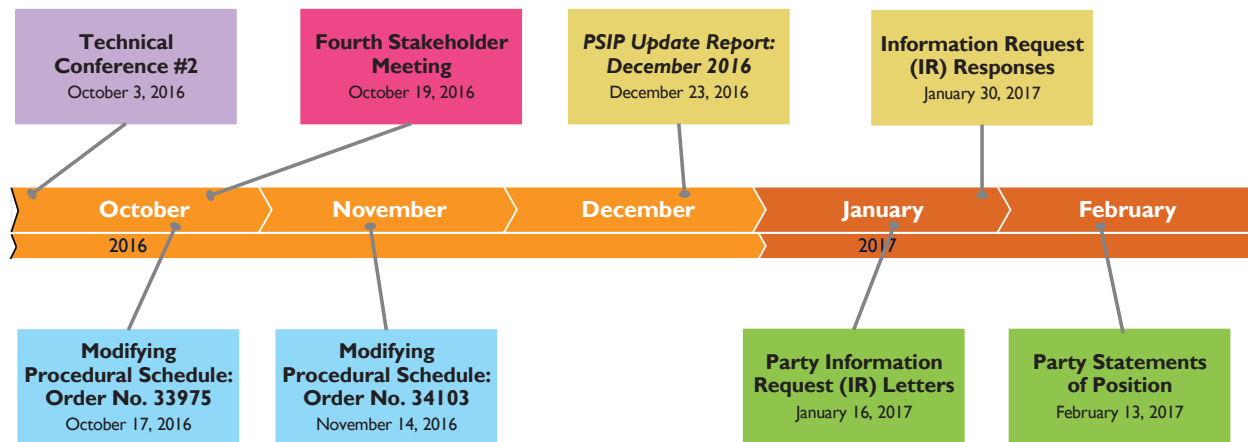 Technical
Conference #2
October 3, 2016
Fourth Stakeholder
Meeting
October 19, 2016
PSIP Update Report:
December 2016
December 23, 2016
Information Request
(IR) Responses
January 30, 2017
October
November
December
January
February
2016
2017
Modifying
Procedural Schedule:
Order No. 33975
October 17, 2016
Modifying
Procedural Schedule:
Order No. 34103
November 14, 2016
Party Information
Request (IR) Letters
January 16, 2017
Party Statements
of Position
February 13, 2017